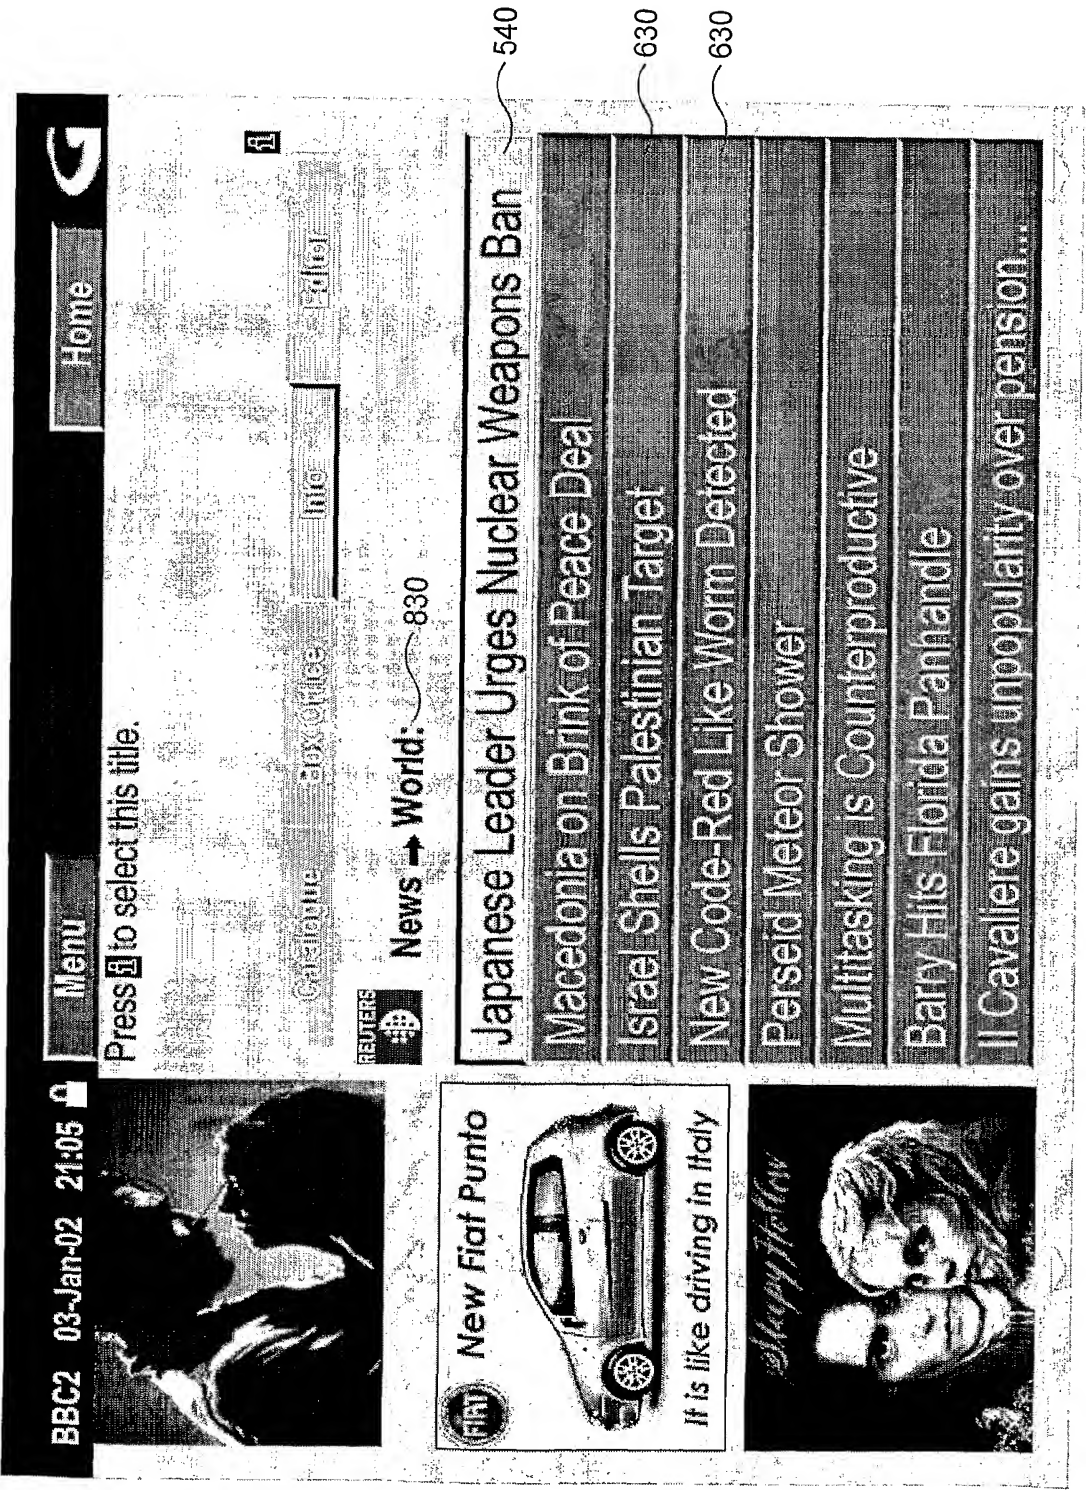 BBC2 03-Jan-02 21:05
Menu
Home
Press i to select this title.
i
Catalogue Box Office Info Editor
REUTERS
News → World:
830
Japanese Leader Urges Nuclear Weapons Ban
540
Macedonia on Brink of Peace Deal
Israel Shells Palestinian Target
630
New Code-Red Like Worm Detected
630
Perseid Meteor Shower
Multitasking is Counterproductive
Barry Hits Florida Panhandle
Il Cavaliere gains unpopularity over pension...
FIAT New Fiat Punto
It is like driving in Italy
Sleepy Hollow